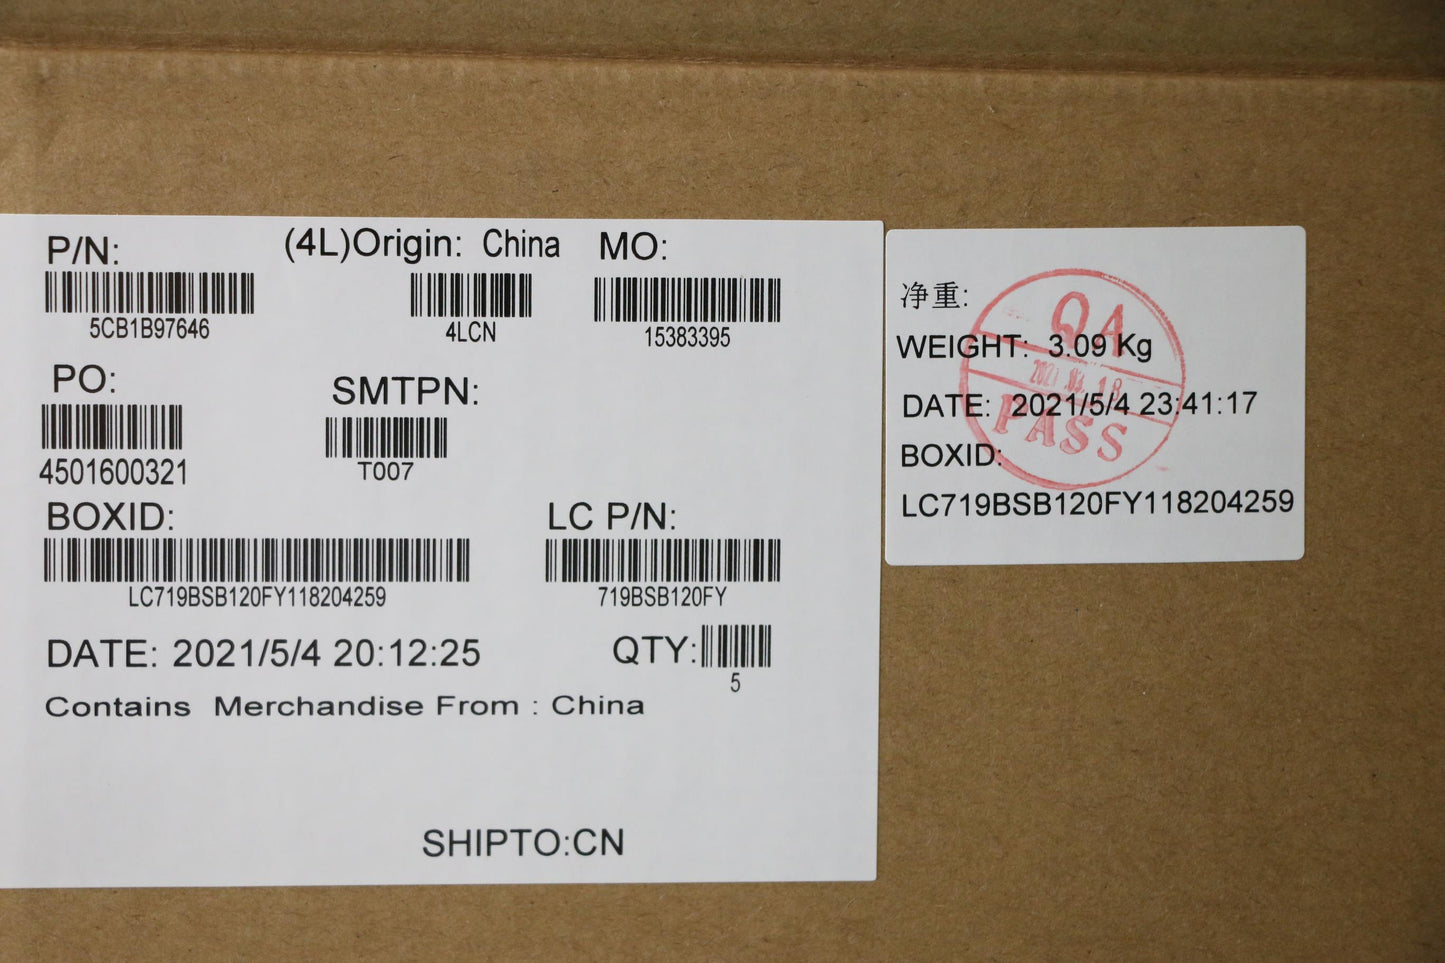 P/N: (4L)Origin: China MO:
5CB1B97646 4LCN 15383395
PO: SMTPN:
4501600321 T007
BOXID: LC P/N:
LC719BSB120FY118204259 719BSB120FY
DATE: 2021/5/4 20:12:25 QTY:
5
Contains Merchandise From : China
SHIPTO:CN
净重:
WEIGHT: 3.09 Kg
DATE: 2021/5/4 23:41:17
BOXID:
LC719BSB120FY118204259
QA
PASS